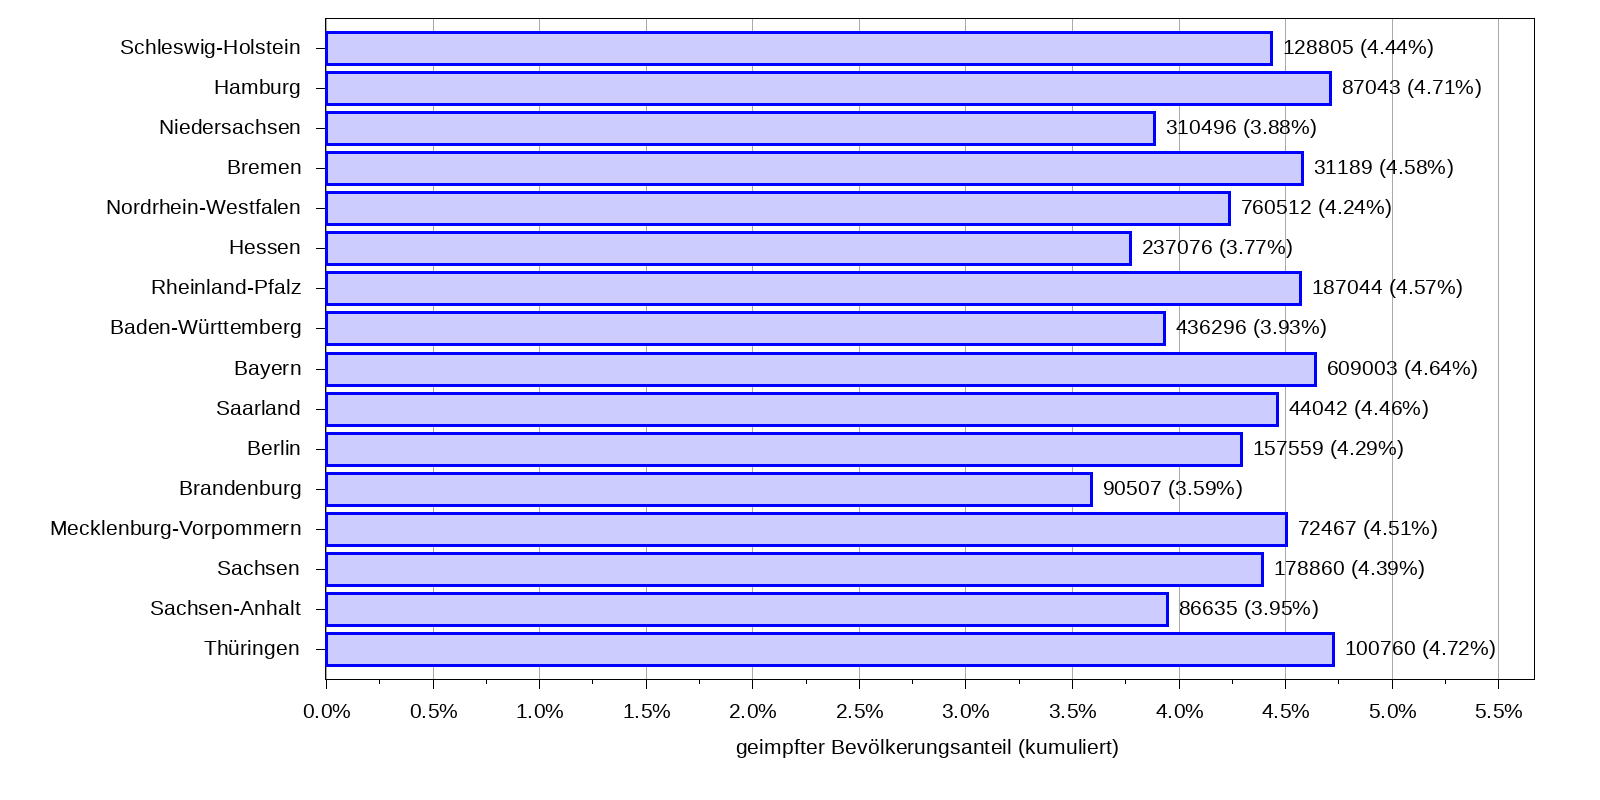 Schleswig-Holstein 128805 (4.44%)
Hamburg 87043 (4.71%)
Niedersachsen 310496 (3.88%)
Bremen 31189 (4.58%)
Nordrhein-Westfalen 760512 (4.24%)
Hessen 237076 (3.77%)
Rheinland-Pfalz 187044 (4.57%)
Baden-Württemberg 436296 (3.93%)
Bayern 609003 (4.64%)
Saarland 44042 (4.46%)
Berlin 157559 (4.29%)
Brandenburg 90507 (3.59%)
Mecklenburg-Vorpommern 72467 (4.51%)
Sachsen 178860 (4.39%)
Sachsen-Anhalt 86635 (3.95%)
Thüringen 100760 (4.72%)
0.0% 0.5% 1.0% 1.5% 2.0% 2.5% 3.0% 3.5% 4.0% 4.5% 5.0% 5.5%
geimpfter Bevölkerungsanteil (kumuliert)